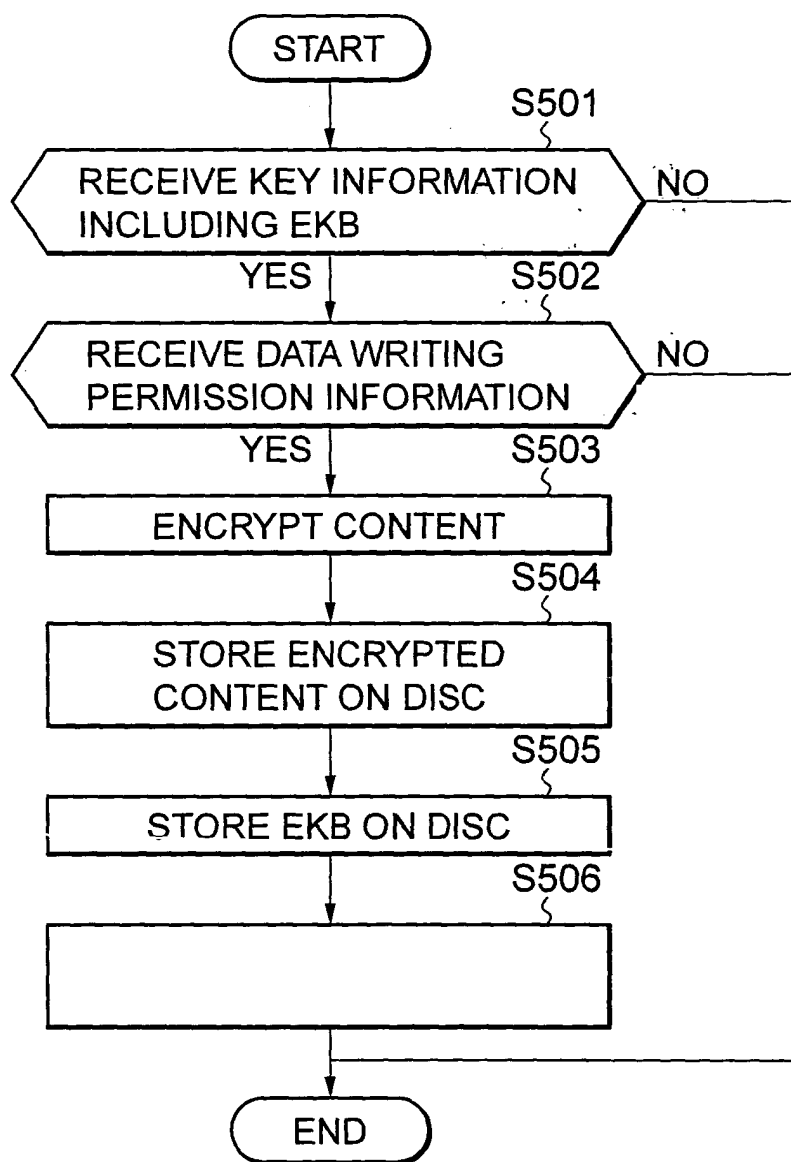 START
S501
RECEIVE KEY INFORMATION
INCLUDING EKB
NO
YES
S502
RECEIVE DATA WRITING
PERMISSION INFORMATION
NO
YES
S503
ENCRYPT CONTENT
S504
STORE ENCRYPTED
CONTENT ON DISC
S505
STORE EKB ON DISC
S506
END